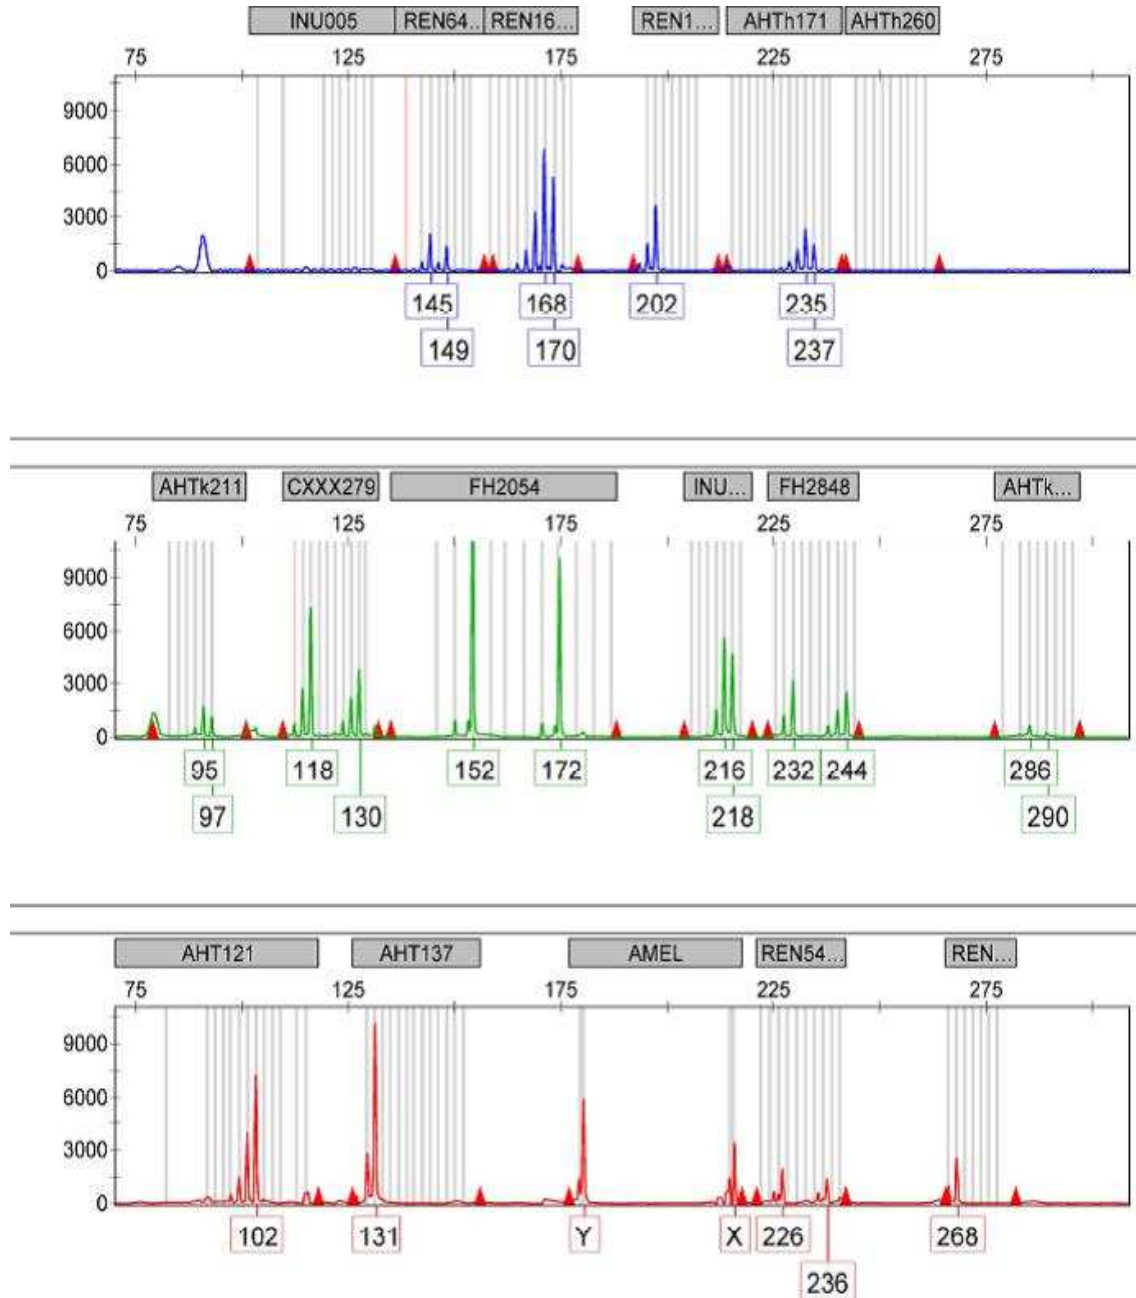 INU005 REN64... REN16... REN1... AHTh171 AHTh260
75 125 175 225 275
9000
6000
3000
0
145 168 202 235
149 170 237
AHTk211 CXXX279 FH2054 INU... FH2848 AHTk...
75 125 175 225 275
9000
6000
3000
0
95 118 152 172 216 232 244 286
97 130 218 290
AHT121 AHT137 AMEL REN54... REN...
75 125 175 225 275
9000
6000
3000
0
102 131 Y X 226 268
236